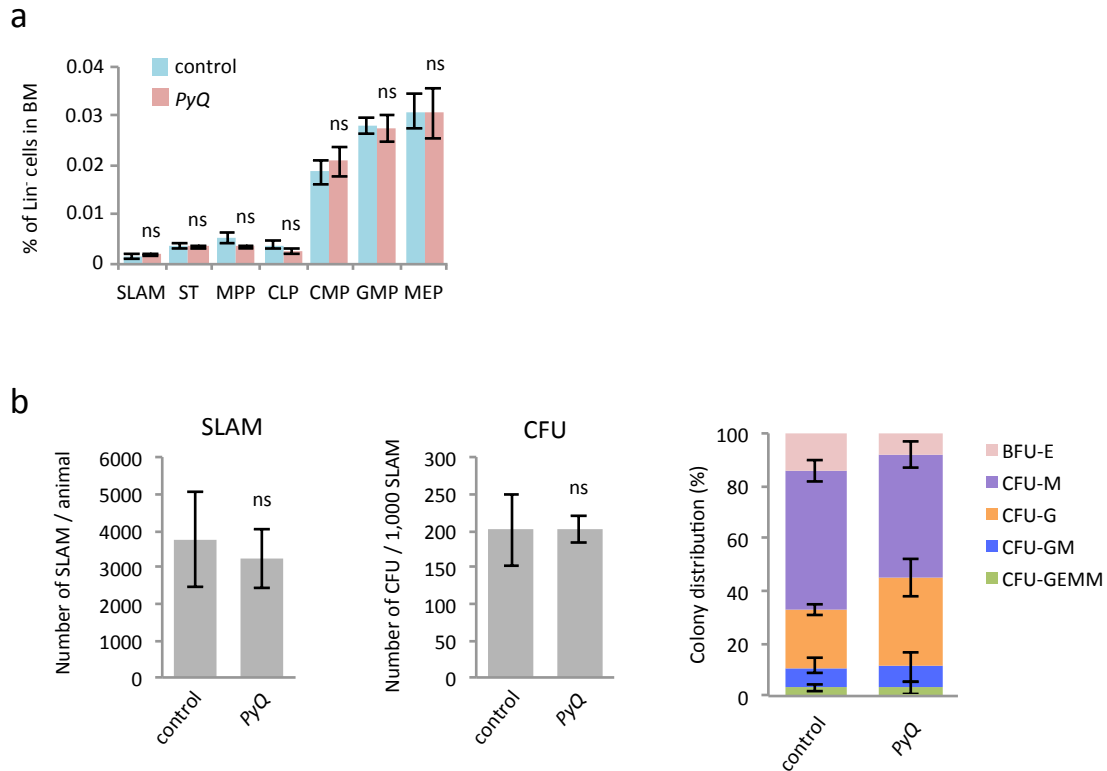 a
control
PyQ
% of Lin- cells in BM
0.04
0.03
0.02
0.01
0
ns
ns
ns
ns
ns
ns
ns
SLAM ST MPP CLP CMP GMP MEP
b
SLAM
Number of SLAM / animal
6000
5000
4000
3000
2000
1000
0
ns
control
PyQ
CFU
Number of CFU / 1,000 SLAM
300
250
200
150
100
50
0
ns
control
PyQ
Colony distribution (%)
100
80
60
40
20
0
control
PyQ
BFU-E
CFU-M
CFU-G
CFU-GM
CFU-GEMM